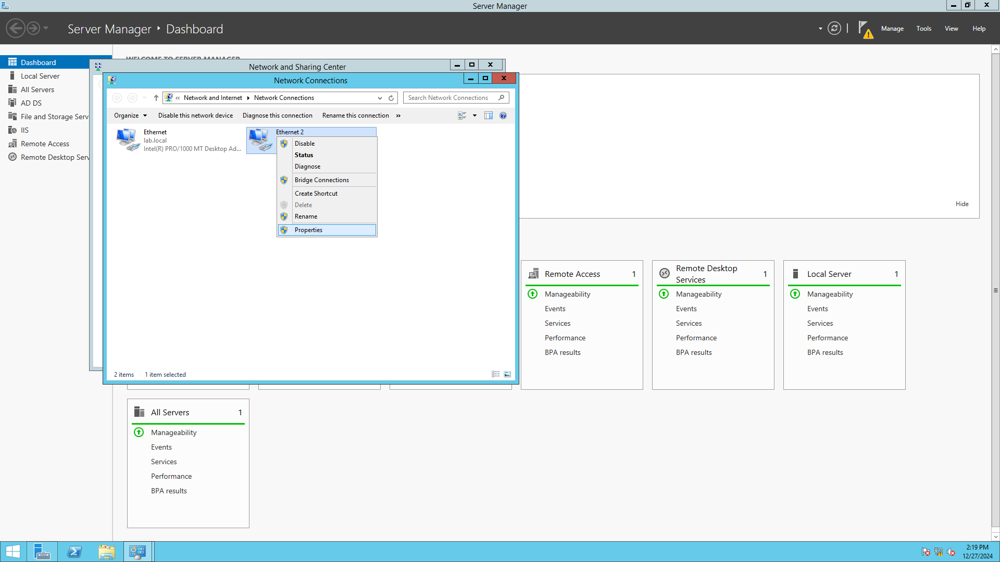 Server Manager
Server Manager ‣ Dashboard
Manage
Tools
View
Help
Dashboard
Local Server
All Servers
AD DS
File and Storage Serv
IIS
Remote Access
Remote Desktop Serv
WELCOME TO SERVER MANAGER
Network and Sharing Center
Network Connections
« Network and Internet ▸ Network Connections
Search Network Connections
Organize
Disable this network device
Diagnose this connection
Rename this connection
»
Ethernet
lab.local
Intel(R) PRO/1000 MT Desktop Ad...
Ethernet 2
Disable
Status
Diagnose
Bridge Connections
Create Shortcut
Delete
Rename
Properties
2 items
1 item selected
Hide
Remote Access 1
Manageability
Events
Services
Performance
BPA results
Remote Desktop
Services
1
Manageability
Events
Services
Performance
BPA results
Local Server 1
Manageability
Events
Services
Performance
BPA results
All Servers 1
Manageability
Events
Services
Performance
BPA results
2:19 PM
12/27/2024